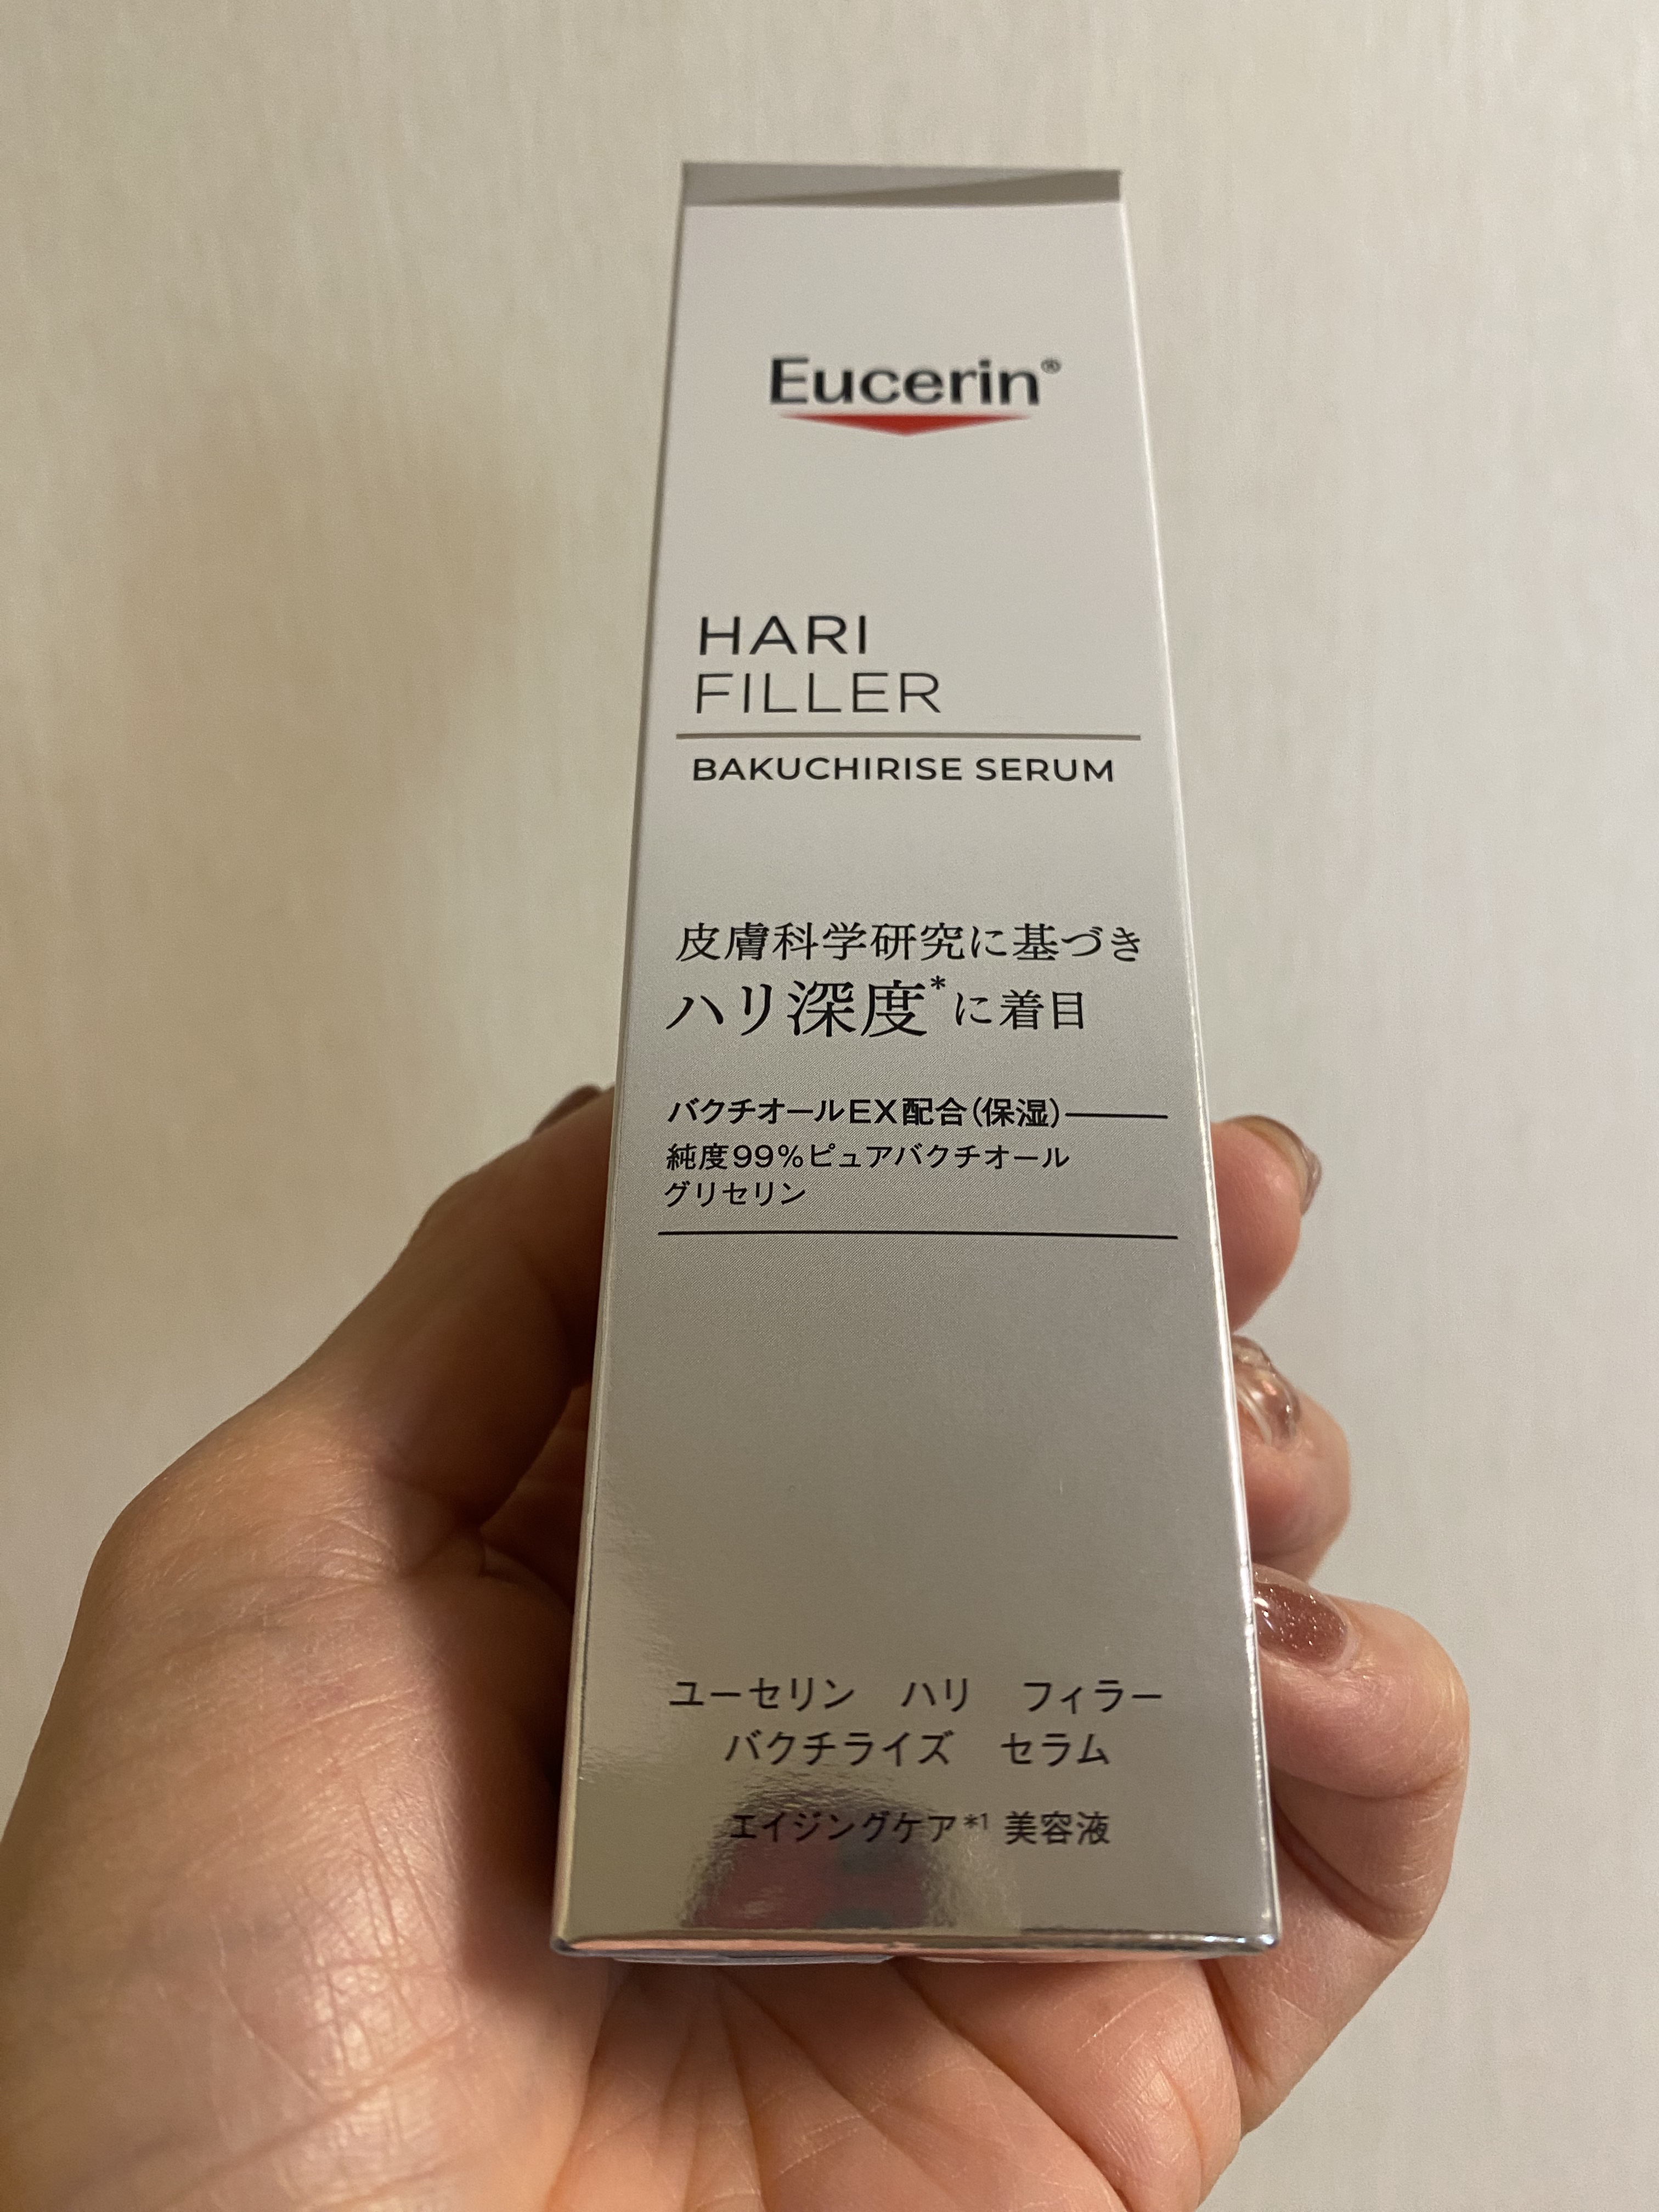 Eucerin®
HARI
FILLER
BAKUCHIRISE SERUM
皮膚科学研究に基づき
ハリ深度*に着目
バクチオールEX配合(保湿)
純度99%ピュアバクチオール
グリセリン
ユーセリン ハリ フィラー
バクチライズ セラム
エイジングケア*1 美容液